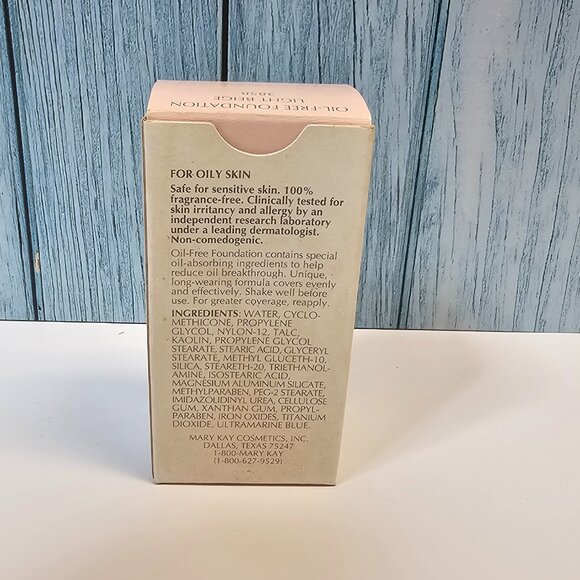 OIL-FREE FOUNDATION
LIGHT BEIGE
3858
FOR OILY SKIN
Safe for sensitive skin. 100%
fragrance-free. Clinically tested for
skin irritancy and allergy by an
independent research laboratory
under a leading dermatologist.
Non-comedogenic.
Oil-Free Foundation contains special
oil-absorbing ingredients to help
reduce oil breakthrough. Unique,
long-wearing formula covers evenly
and effectively. Shake well before
use. For greater coverage, reapply.
INGREDIENTS: WATER, CYCLO-
METHICONE, PROPYLENE
GLYCOL, NYLON-12, TALC,
KAOLIN, PROPYLENE GLYCOL
STEARATE, STEARIC ACID, GLYCERYL
STEARATE, METHYL GLUCETH-10,
SILICA, STEARETH-20, TRIETHANOL-
AMINE, ISOSTEARIC ACID,
MAGNESIUM ALUMINUM SILICATE,
METHYLPARABEN, PEG-2 STEARATE,
IMIDAZOLIDINYL UREA, CELLULOSE
GUM, XANTHAN GUM, PROPYL-
PARABEN, IRON OXIDES, TITANIUM
DIOXIDE, ULTRAMARINE BLUE.
MARY KAY COSMETICS, INC.
DALLAS, TEXAS 75247
1-800-MARY KAY
(1-800-627-9529)